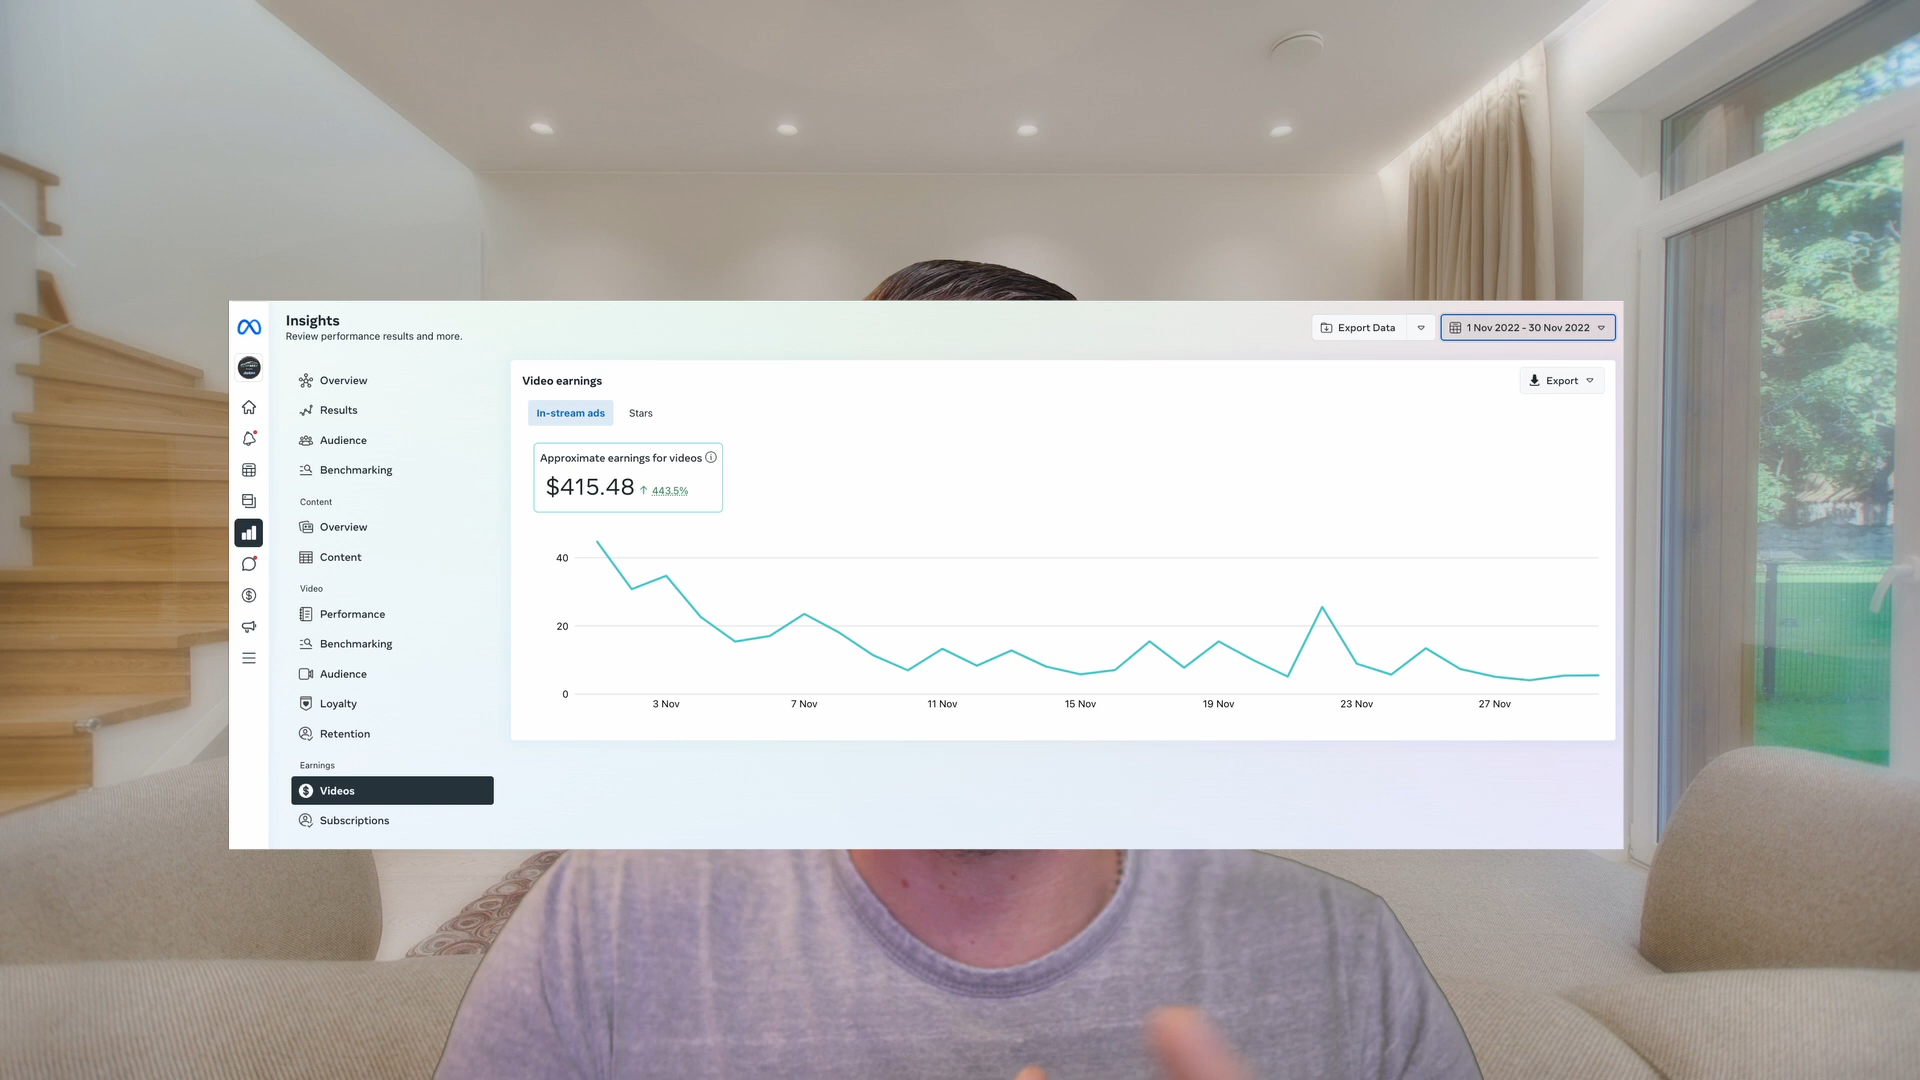 Insights
Review performance results and more.
Export Data
1 Nov 2022 - 30 Nov 2022
Overview
Results
Audience
Benchmarking
Content
Overview
Content
Video
Performance
Benchmarking
Audience
Loyalty
Retention
Earnings
Videos
Subscriptions
Video earnings
Export
In-stream ads
Stars
Approximate earnings for videos
$415.48 ↑ 443.5%
40
20
0
3 Nov
7 Nov
11 Nov
15 Nov
19 Nov
23 Nov
27 Nov